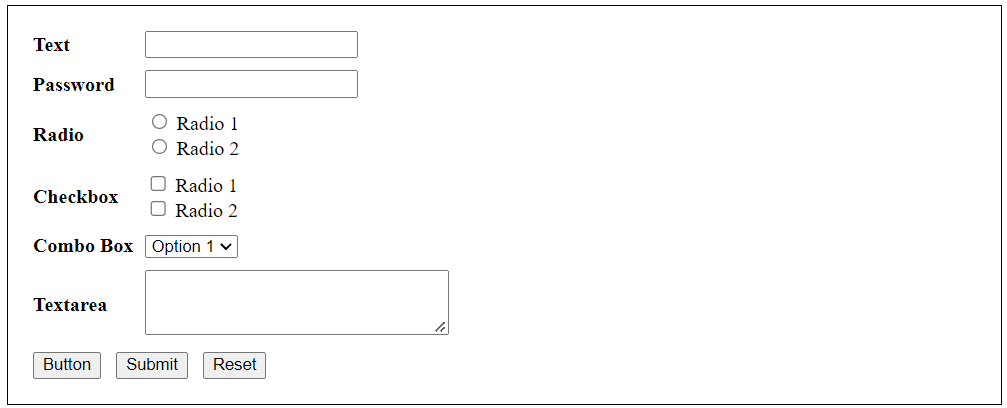 Text
Password
Radio
Radio 1
Radio 2
Checkbox
Radio 1
Radio 2
Combo Box
Option 1
Textarea
Button Submit Reset